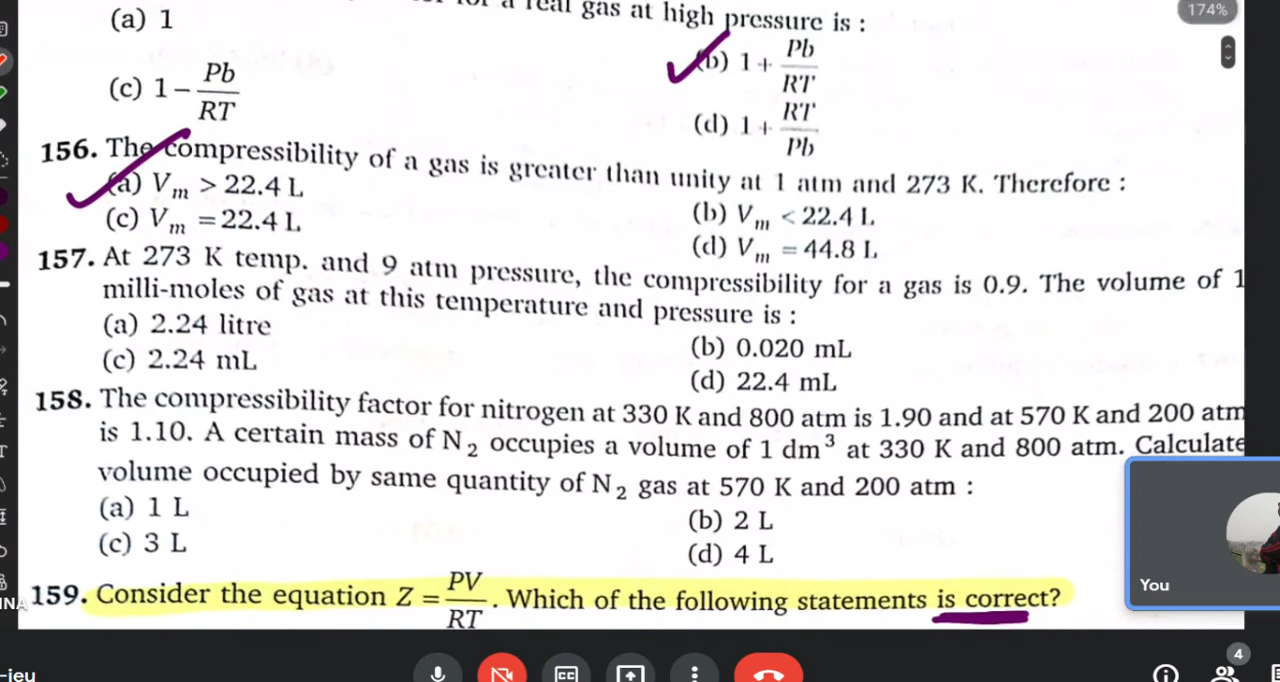 real gas at high pressure is :
174%
(a) 1
(b) 1 + Pb/RT
(c) 1 – Pb/RT
(d) 1 + RT/Pb
156. The compressibility of a gas is greater than unity at 1 atm and 273 K. Therefore :
(a) Vm > 22.4 L
(b) Vm < 22.4 L
(c) Vm = 22.4 L
(d) Vm = 44.8 L
157. At 273 K temp. and 9 atm pressure, the compressibility for a gas is 0.9. The volume of 1
milli-moles of gas at this temperature and pressure is :
(a) 2.24 litre
(b) 0.020 mL
(c) 2.24 mL
(d) 22.4 mL
158. The compressibility factor for nitrogen at 330 K and 800 atm is 1.90 and at 570 K and 200 atm
is 1.10. A certain mass of N2 occupies a volume of 1 dm³ at 330 K and 800 atm. Calculate
volume occupied by same quantity of N2 gas at 570 K and 200 atm :
(a) 1 L
(b) 2 L
(c) 3 L
(d) 4 L
159. Consider the equation Z = PV/RT. Which of the following statements is correct?
You
NA
4
-jeu